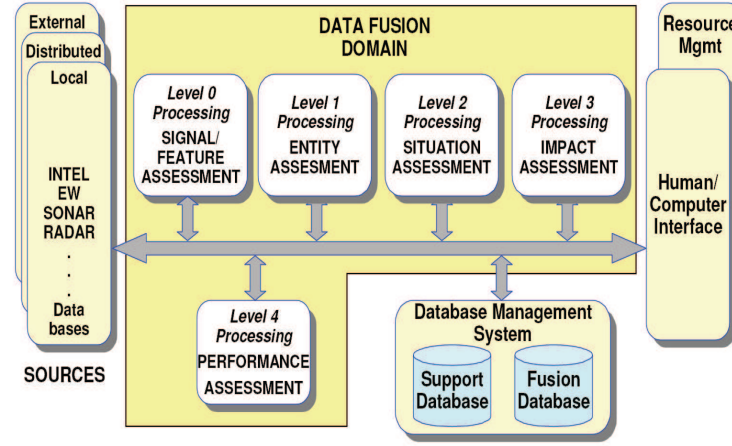 External
Distributed
Local
INTEL
EW
SONAR
RADAR
.
.
.
Data
bases
SOURCES
DATA FUSION
DOMAIN
Level 0
Processing
SIGNAL/
FEATURE
ASSESSMENT
Level 1
Processing
ENTITY
ASSESMENT
Level 2
Processing
SITUATION
ASSESSMENT
Level 3
Processing
IMPACT
ASSESSMENT
Level 4
Processing
PERFORMANCE
ASSESSMENT
Database Management
System
Support
Database
Fusion
Database
Resource
Mgmt
Human/
Computer
Interface